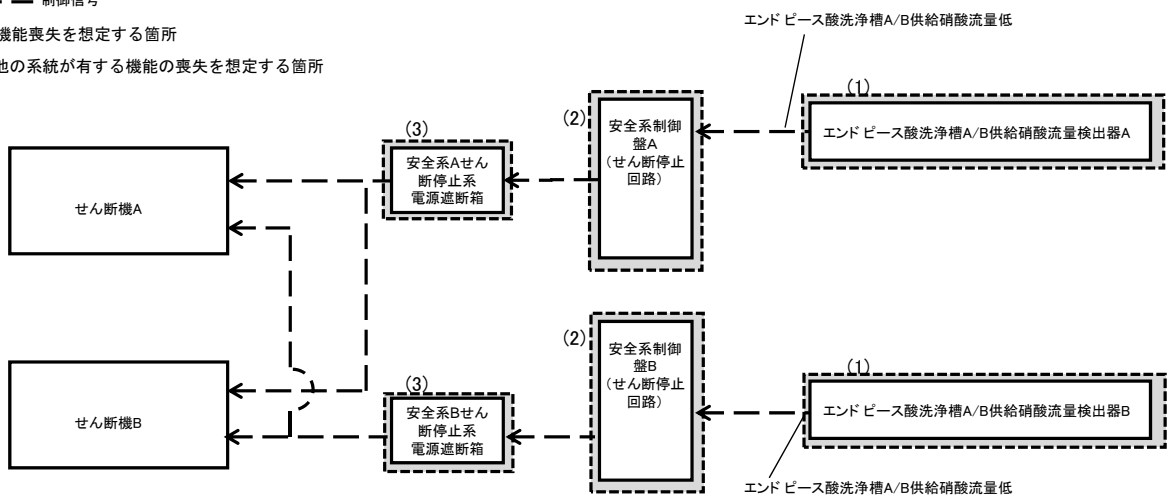 制御信号
機能喪失を想定する箇所
他の系統が有する機能の喪失を想定する箇所
エンドピース酸洗浄槽A/B供給硝酸流量低
(1)
エンドピース酸洗浄槽A/B供給硝酸流量検出器A
(2)
安全系制御
盤A
(せん断停止
回路)
(3)
安全系Aせん
断停止系
電源遮断箱
せん断機A
(1)
エンドピース酸洗浄槽A/B供給硝酸流量検出器B
(2)
安全系制御
盤B
(せん断停止
回路)
(3)
安全系Bせん
断停止系
電源遮断箱
せん断機B
エンドピース酸洗浄槽A/B供給硝酸流量低